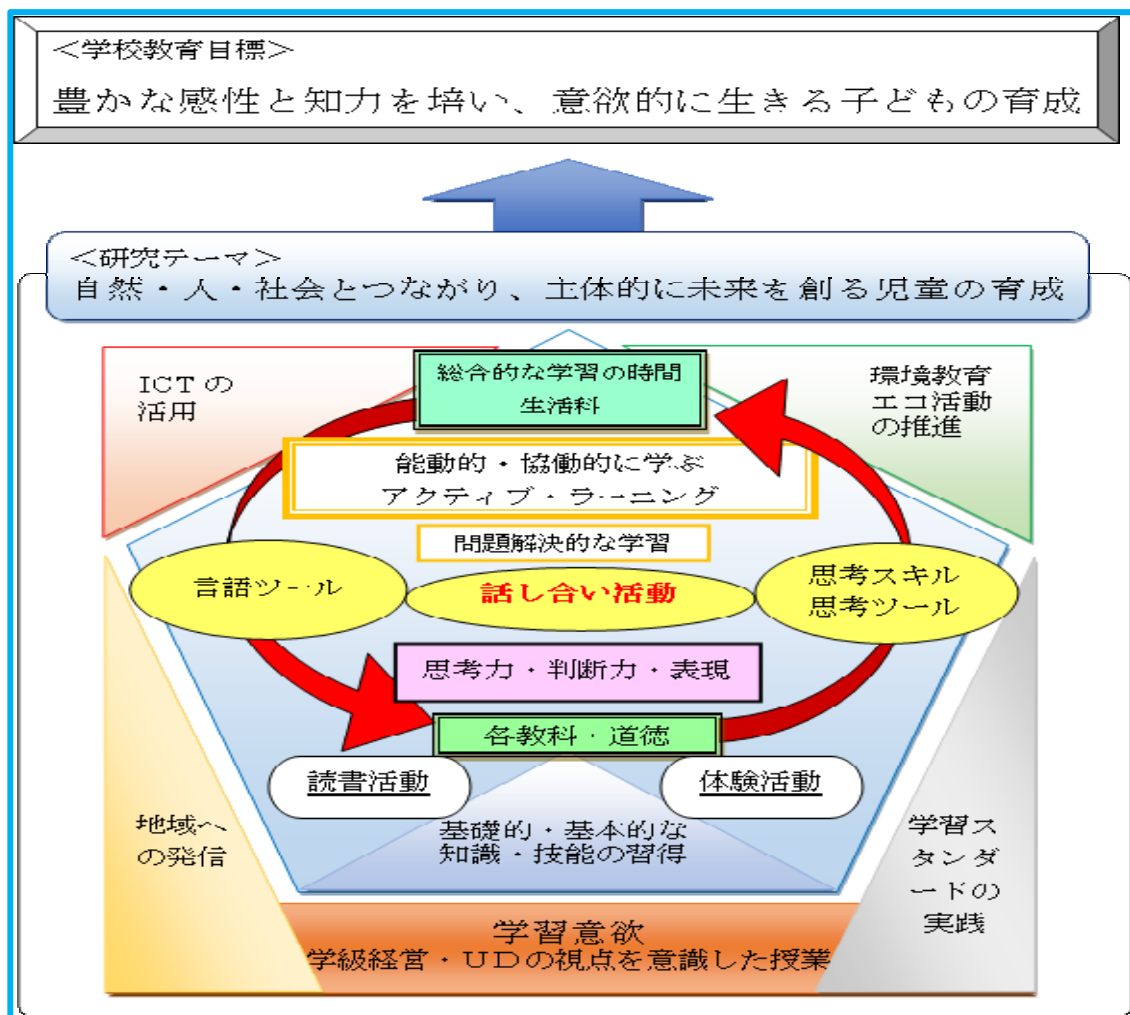 ＜学校教育目標＞
豊かな感性と知力を培い、意欲的に生きる子どもの育成
＜研究テーマ＞
自然・人・社会とつながり、主体的に未来を創る児童の育成
ICTの
活用
総合的な学習の時間
生活科
環境教育
エコ活動
の推進
能動的・協働的に学ぶ
アクティブ・ラーニング
問題解決的な学習
言語ツール
話し合い活動
思考スキル
思考ツール
思考力・判断力・表現
各教科・道徳
読書活動
体験活動
地域へ
の発信
基礎的・基本的な
知識・技能の習得
学習ス
タンダ
ードの
実践
学習意欲
学級経営・ＵＤの視点を意識した授業